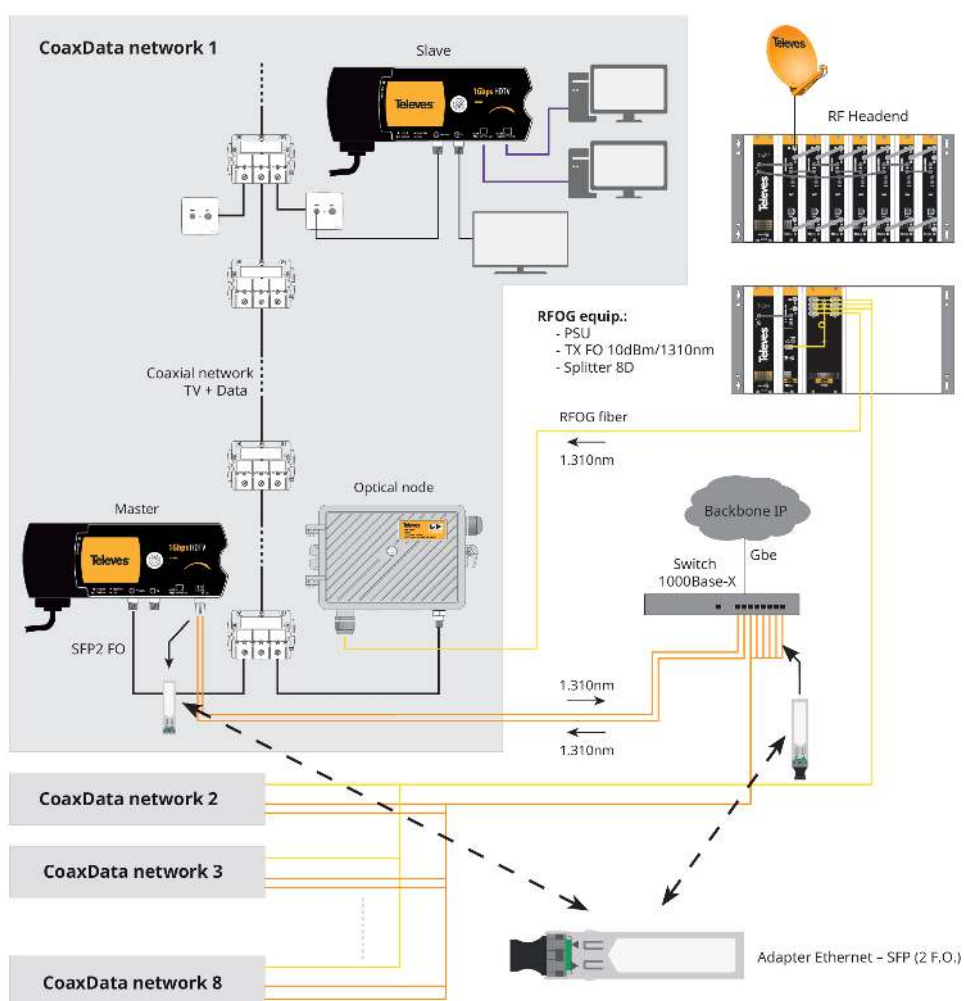 CoaxData network 1
Slave
Televes
1Gbps HDTV
Televes
RF Headend
Televes
RFOG equip.:
- PSU
- TX FO 10dBm/1310nm
- Splitter 8D
Televes
Coaxial network
TV + Data
RFOG fiber
1.310nm
Optical node
Televes
Master
Televes
1Gbps HDTV
SFP2 FO
Backbone IP
Gbe
Switch
1000Base-X
1.310nm
1.310nm
CoaxData network 2
CoaxData network 3
CoaxData network 8
Adapter Ethernet – SFP (2 F.O.)